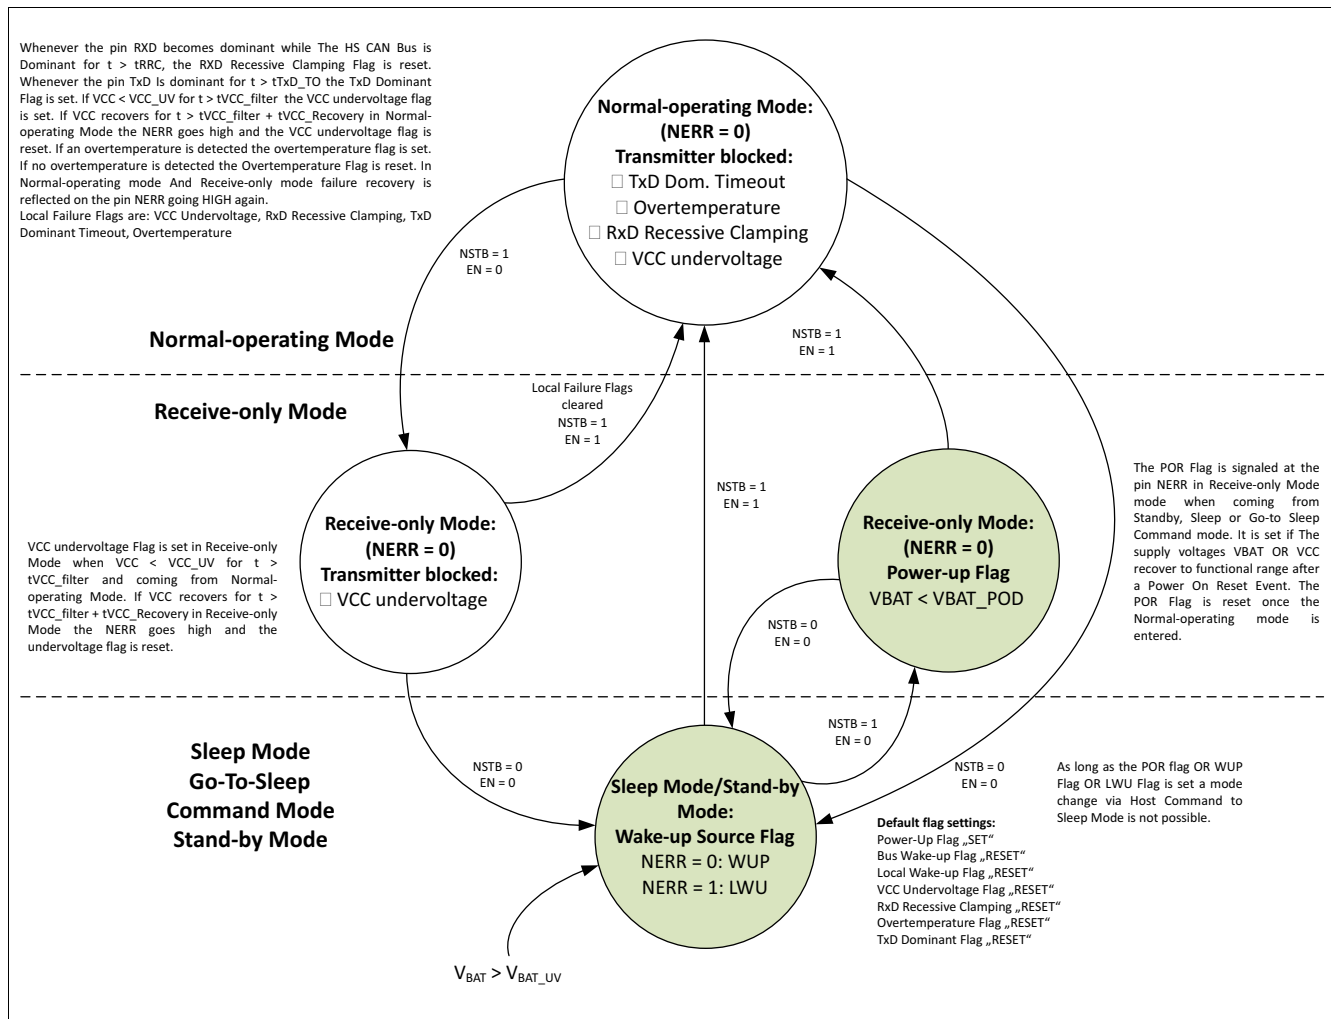 Whenever the pin RXD becomes dominant while The HS CAN Bus is
Dominant for t > tRRC, the RXD Recessive Clamping Flag is reset.
Whenever the pin TxD Is dominant for t > tTxD_TO the TxD Dominant
Flag is set. If VCC < VCC_UV for t > tVCC_filter the VCC undervoltage flag
is set. If VCC recovers for t > tVCC_filter + tVCC_Recovery in Normal-
operating Mode the NERR goes high and the VCC undervoltage flag is
reset. If an overtemperature is detected the overtemperature flag is set.
If no overtemperature is detected the Overtemperature Flag is reset. In
Normal-operating mode And Receive-only mode failure recovery is
reflected on the pin NERR going HIGH again.
Local Failure Flags are: VCC Undervoltage, RxD Recessive Clamping, TxD
Dominant Timeout, Overtemperature
Normal-operating Mode:
(NERR = 0)
Transmitter blocked:
□ TxD Dom. Timeout
□ Overtemperature
□ RxD Recessive Clamping
□ VCC undervoltage
NSTB = 1
EN = 0
Normal-operating Mode
NSTB = 1
EN = 1
Receive-only Mode
Local Failure Flags
cleared
NSTB = 1
EN = 1
NSTB = 1
EN = 1
Receive-only Mode:
(NERR = 0)
Transmitter blocked:
□ VCC undervoltage
VCC undervoltage Flag is set in Receive-only
Mode when VCC < VCC_UV for t >
tVCC_filter and coming from Normal-
operating Mode. If VCC recovers for t >
tVCC_filter + tVCC_Recovery in Receive-only
Mode the NERR goes high and the
undervoltage flag is reset.
Receive-only Mode:
(NERR = 0)
Power-up Flag
VBAT < VBAT_POD
The POR Flag is signaled at the
pin NERR in Receive-only Mode
mode when coming from
Standby, Sleep or Go-to Sleep
Command mode. It is set if The
supply voltages VBAT OR VCC
recover to functional range after
a Power On Reset Event. The
POR Flag is reset once the
Normal-operating mode is
entered.
NSTB = 0
EN = 0
Sleep Mode
Go-To-Sleep
Command Mode
Stand-by Mode
NSTB = 0
EN = 0
NSTB = 1
EN = 0
NSTB = 0
EN = 0
As long as the POR flag OR WUP
Flag OR LWU Flag is set a mode
change via Host Command to
Sleep Mode is not possible.
Sleep Mode/Stand-by
Mode:
Wake-up Source Flag
NERR = 0: WUP
NERR = 1: LWU
Default flag settings:
Power-Up Flag „SET“
Bus Wake-up Flag „RESET“
Local Wake-up Flag „RESET“
VCC Undervoltage Flag „RESET“
RxD Recessive Clamping „RESET“
Overtemperature Flag „RESET“
TxD Dominant Flag „RESET“
VBAT > VBAT_UV